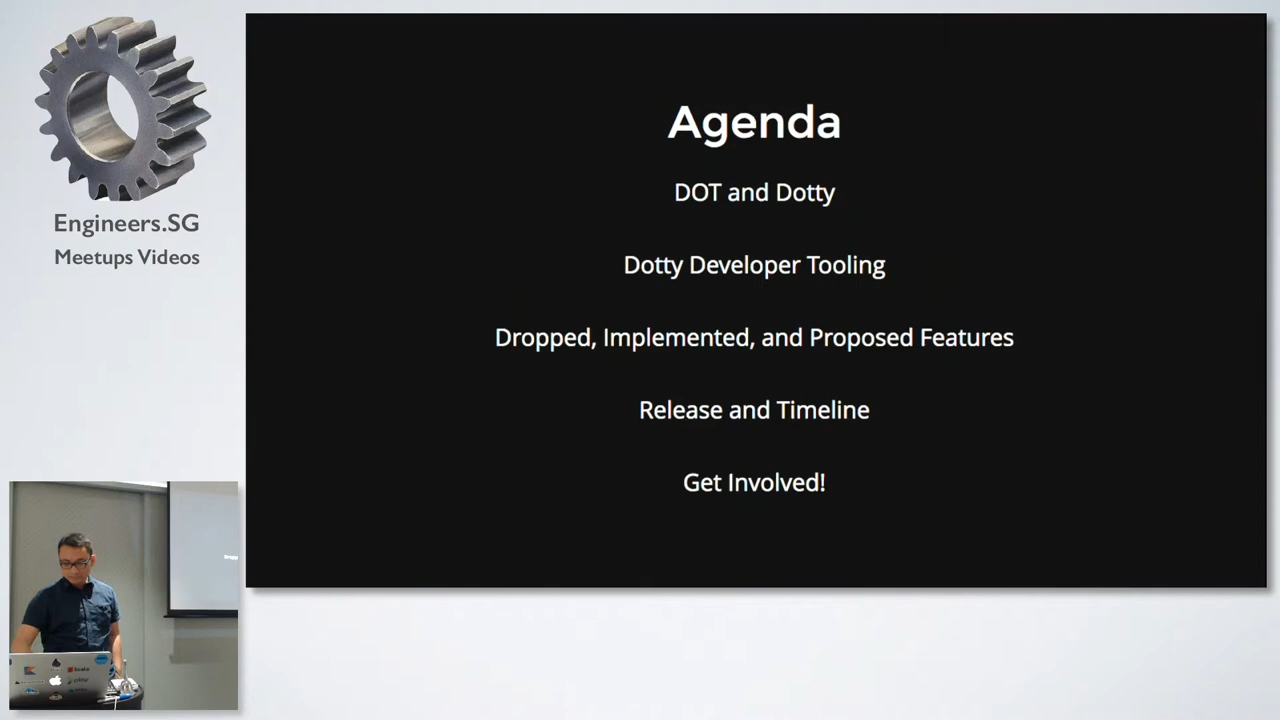 Engineers.SG
Meetups Videos
Agenda
DOT and Dotty
Dotty Developer Tooling
Dropped, Implemented, and Proposed Features
Release and Timeline
Get Involved!